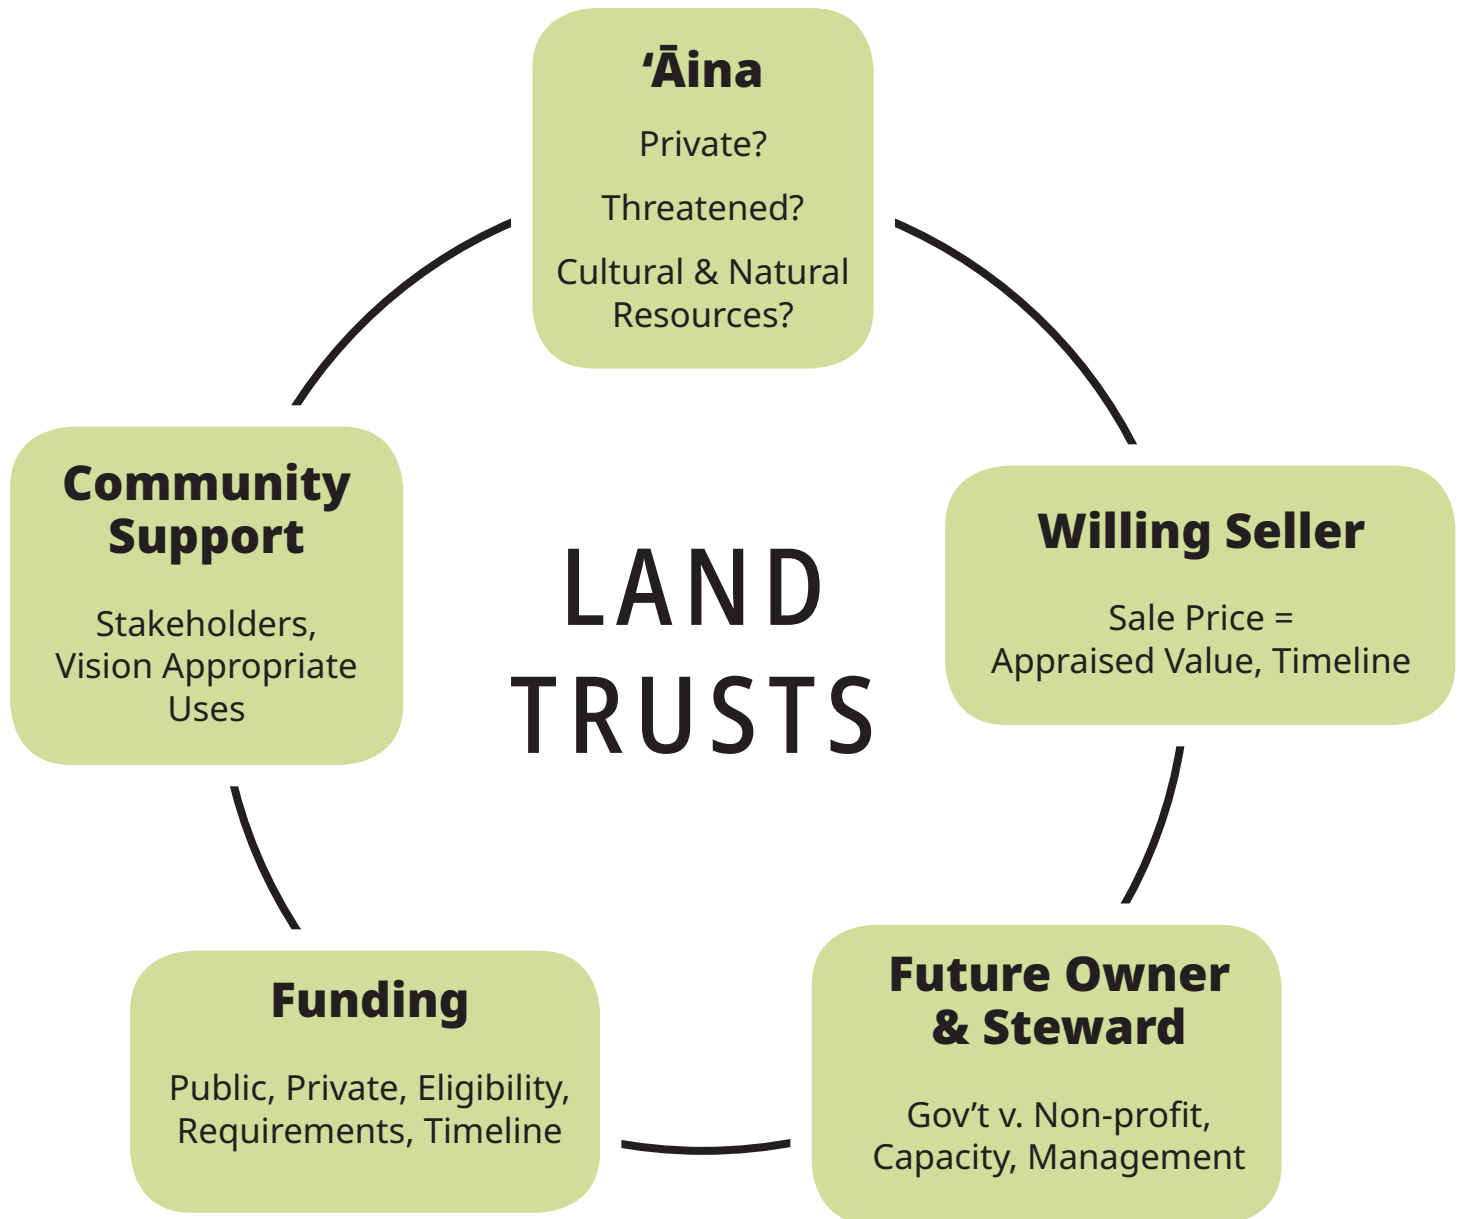 ‘Āina
Private?
Threatened?
Cultural & Natural
Resources?
Willing Seller
Sale Price =
Appraised Value, Timeline
Future Owner
& Steward
Gov’t v. Non-profit,
Capacity, Management
Funding
Public, Private, Eligibility,
Requirements, Timeline
Community
Support
Stakeholders,
Vision Appropriate
Uses
LAND
TRUSTS